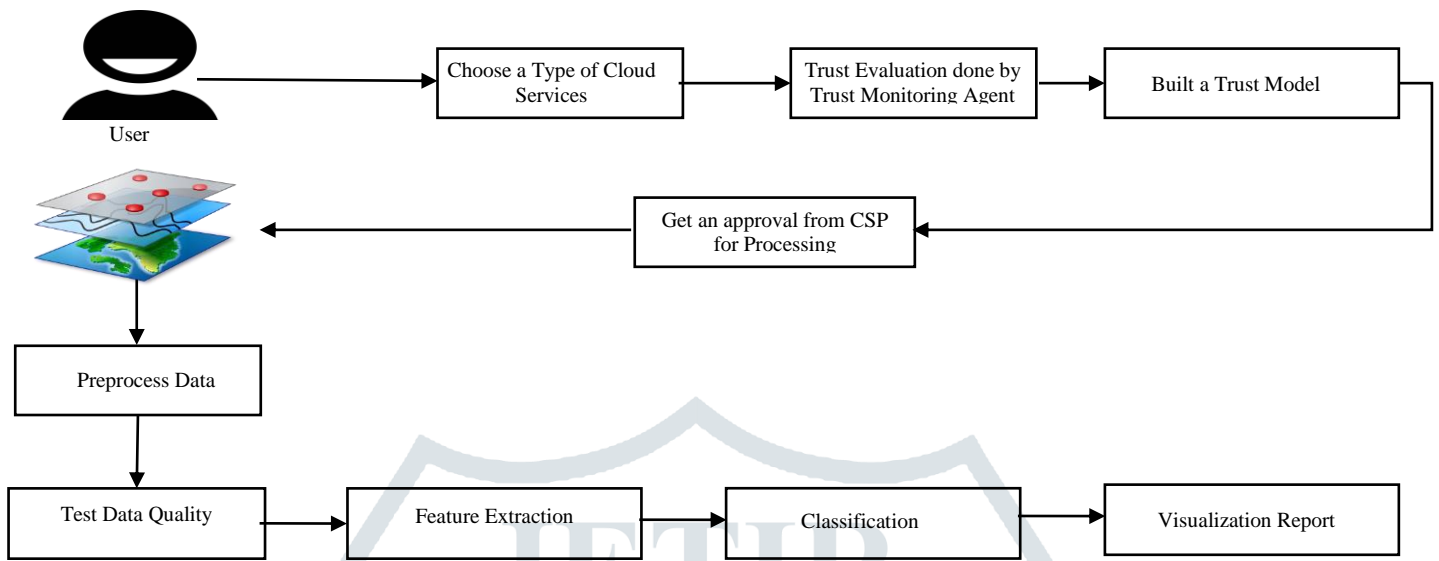 Choose a Type of Cloud
Services
Trust Evaluation done by
Trust Monitoring Agent
Built a Trust Model
User
Get an approval from CSP
for Processing
Preprocess Data
Test Data Quality
Feature Extraction
Classification
Visualization Report
JETIR